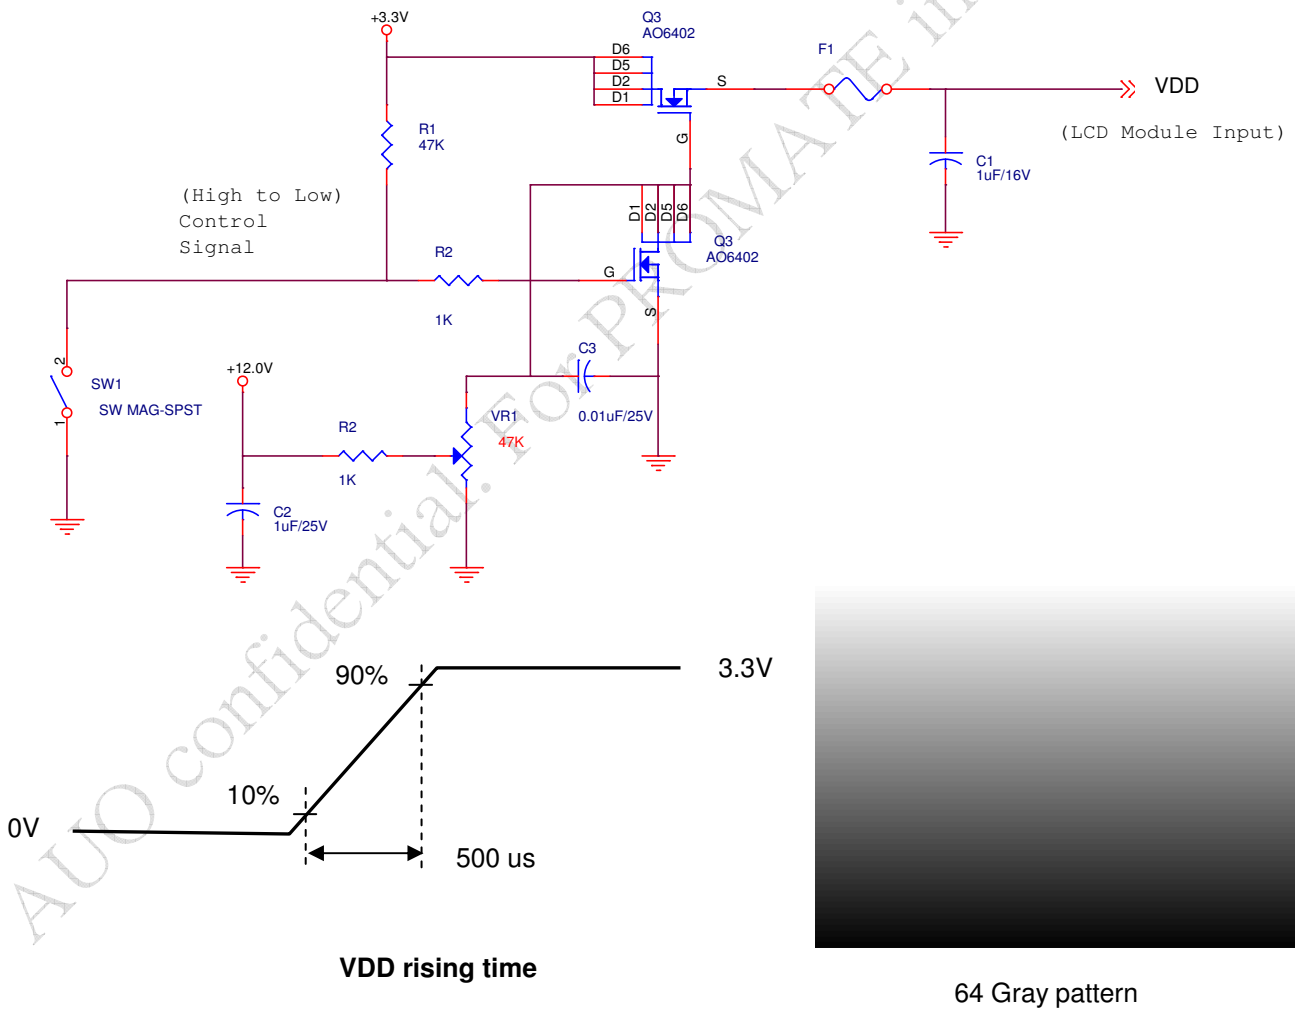 +3.3V
Q3
AO6402
D6
D5
D2
D1
S
G
F1
VDD
(LCD Module Input)
R1
47K
C1
1uF/16V
(High to Low)
Control
Signal
D1
D2
D5
D6
Q3
AO6402
R2
1K
G
S
2
SW1
SW MAG-SPST
1
+12.0V
C3
0.01uF/25V
VR1
47K
R2
1K
C2
1uF/25V
90%
3.3V
10%
0V
500 us
VDD rising time
64 Gray pattern
AUO confidential. For PROMATE in